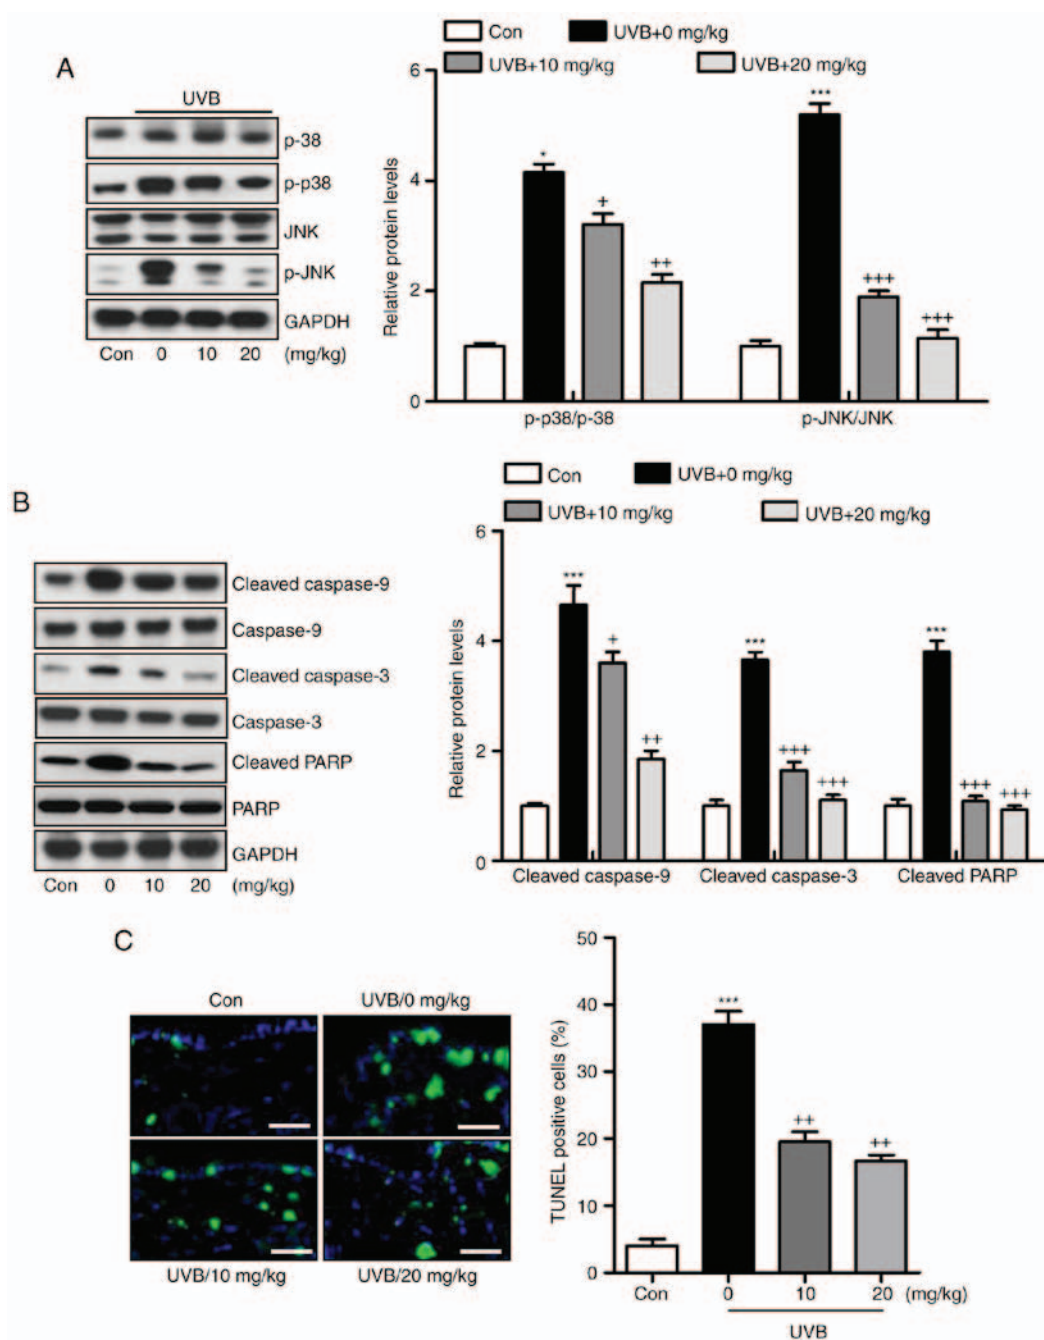 A
UVB
p-38
p-p38
JNK
p-JNK
GAPDH
Con 0 10 20 (mg/kg)
Con UVB+0 mg/kg
UVB+10 mg/kg UVB+20 mg/kg
Relative protein levels
6
4
2
0
*
+
++
***
+++
+++
p-p38/p-38 p-JNK/JNK
B
Cleaved caspase-9
Caspase-9
Cleaved caspase-3
Caspase-3
Cleaved PARP
PARP
GAPDH
Con 0 10 20 (mg/kg)
Con UVB+0 mg/kg
UVB+10 mg/kg UVB+20 mg/kg
Relative protein levels
6
4
2
0
***
+
++
***
+++
+++
***
+++
+++
Cleaved caspase-9 Cleaved caspase-3 Cleaved PARP
C
Con UVB/0 mg/kg
UVB/10 mg/kg UVB/20 mg/kg
TUNEL positive cells (%)
50
40
30
20
10
0
***
++
++
Con 0 10 20 (mg/kg)
UVB